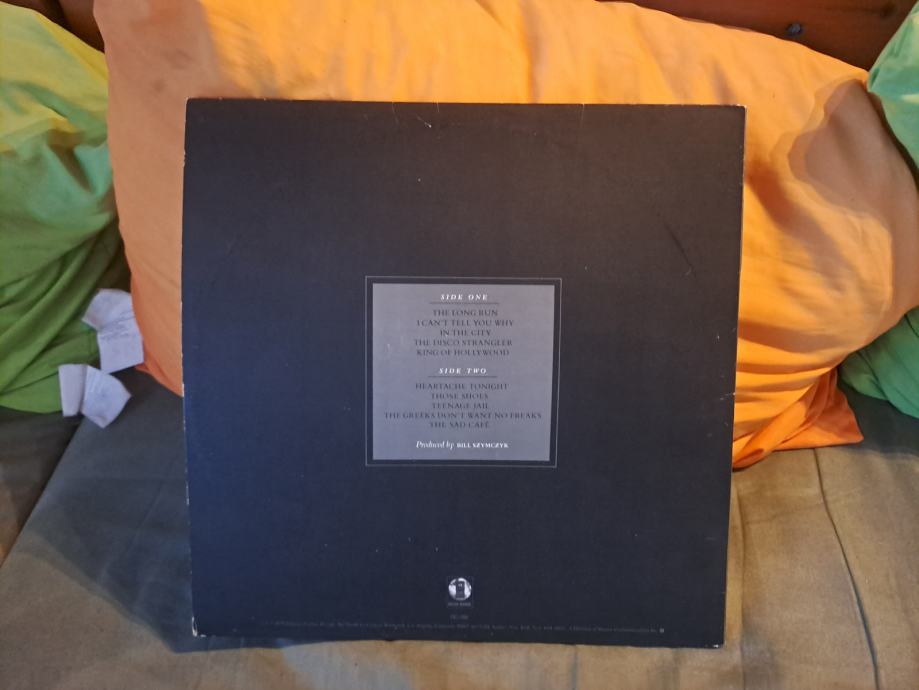 SIDE ONE
THE LONG RUN
I CAN'T TELL YOU WHY
IN THE CITY
THE DISCO STRANGLER
KING OF HOLLYWOOD
SIDE TWO
HEARTACHE TONIGHT
THOSE SHOES
TEENAGE JAIL
THE GREEKS DON'T WANT NO FREAKS
THE SAD CAFÉ
Produced by BILL SZYMCZYK